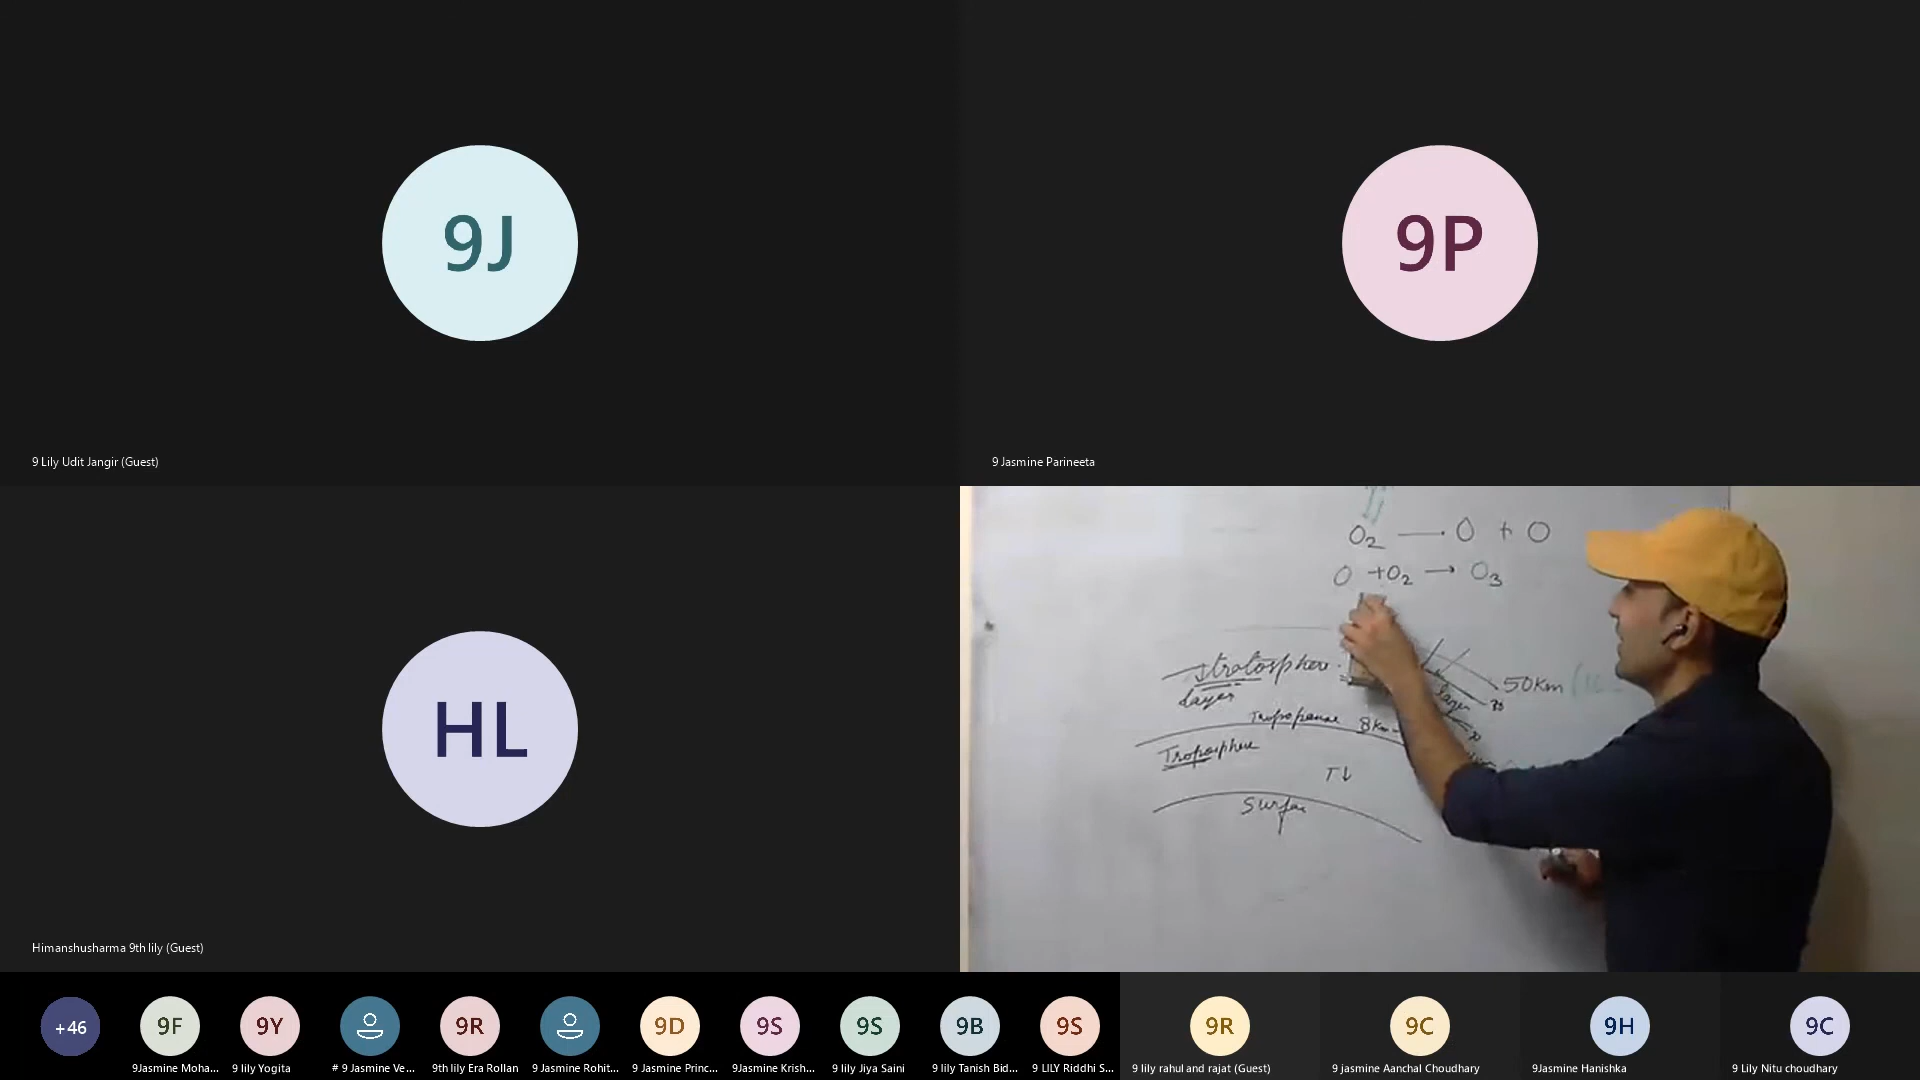 9J
9P
9 Lily Udit Jangir (Guest)
9 Jasmine Parineeta
HL
Himanshusharma 9th lily (Guest)
O2 → O + O
O + O2 → O3
Stratosphere
layer
50km
layer
Tropopause 8km
Troposphere
T↓
Surfac
+46
9F
9Y
9R
9D
9S
9S
9B
9S
9R
9C
9H
9C
9Jasmine Moha...
9 lily Yogita
# 9 Jasmine Ve...
9th lily Era Rollan
9 Jasmine Rohit...
9 Jasmine Princ...
9Jasmine Krish...
9 lily Jiya Saini
9 lily Tanish Bid...
9 LILY Riddhi S...
9 lily rahul and rajat (Guest)
9 jasmine Aanchal Choudhary
9Jasmine Hanishka
9 Lily Nitu choudhary